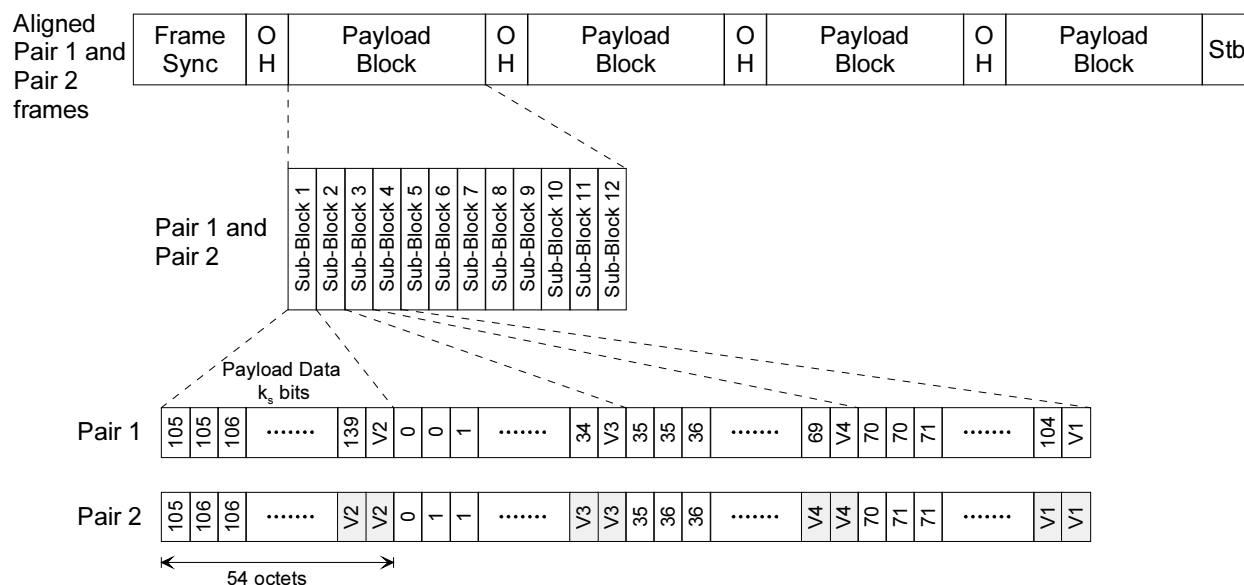 Aligned
Pair 1 and
Pair 2
frames
Frame
Sync
O
H
Payload
Block
O
H
Payload
Block
O
H
Payload
Block
O
H
Payload
Block
Stb
Pair 1 and
Pair 2
Sub-Block 1
Sub-Block 2
Sub-Block 3
Sub-Block 4
Sub-Block 5
Sub-Block 6
Sub-Block 7
Sub-Block 8
Sub-Block 9
Sub-Block 10
Sub-Block 11
Sub-Block 12
Payload Data
ks bits
Pair 1
105 105 106 ....... 139 V2 0 0 1 ....... 34 V3 35 35 36 ....... 69 V4 70 70 71 ....... 104 V1
Pair 2
105 106 106 ....... V2 V2 0 1 1 ....... V3 V3 35 36 36 ....... V4 V4 70 71 71 ....... V1 V1
54 octets